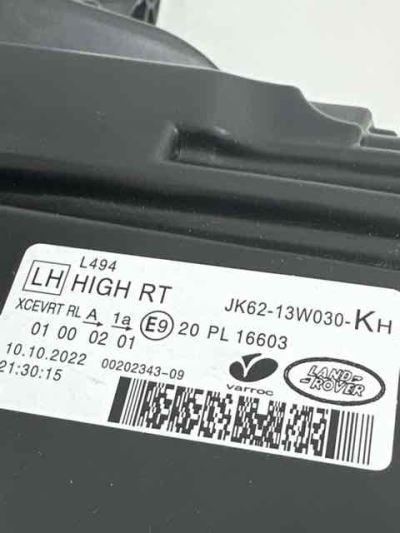 L494
LH HIGH RT JK62-13W030-KH
XCEVRT RL A 1a E9 20 PL 16603
01 00 02 01
10.10.2022 00202343-09
21:30:15
varroc
LAND-
ROVER